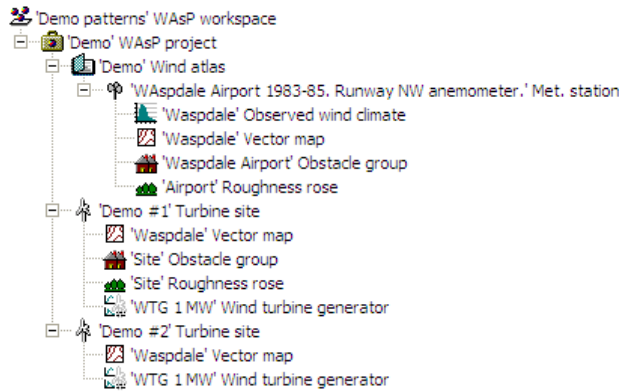 'Demo patterns' WAsP workspace
'Demo' WAsP project
'Demo' Wind atlas
'WAspdale Airport 1983-85. Runway NW anemometer.' Met. station
'Waspdale' Observed wind climate
'Waspdale' Vector map
'Waspdale Airport' Obstacle group
'Airport' Roughness rose
'Demo #1' Turbine site
'Waspdale' Vector map
'Site' Obstacle group
'Site' Roughness rose
'WTG 1 MW' Wind turbine generator
'Demo #2' Turbine site
'Waspdale' Vector map
'WTG 1 MW' Wind turbine generator